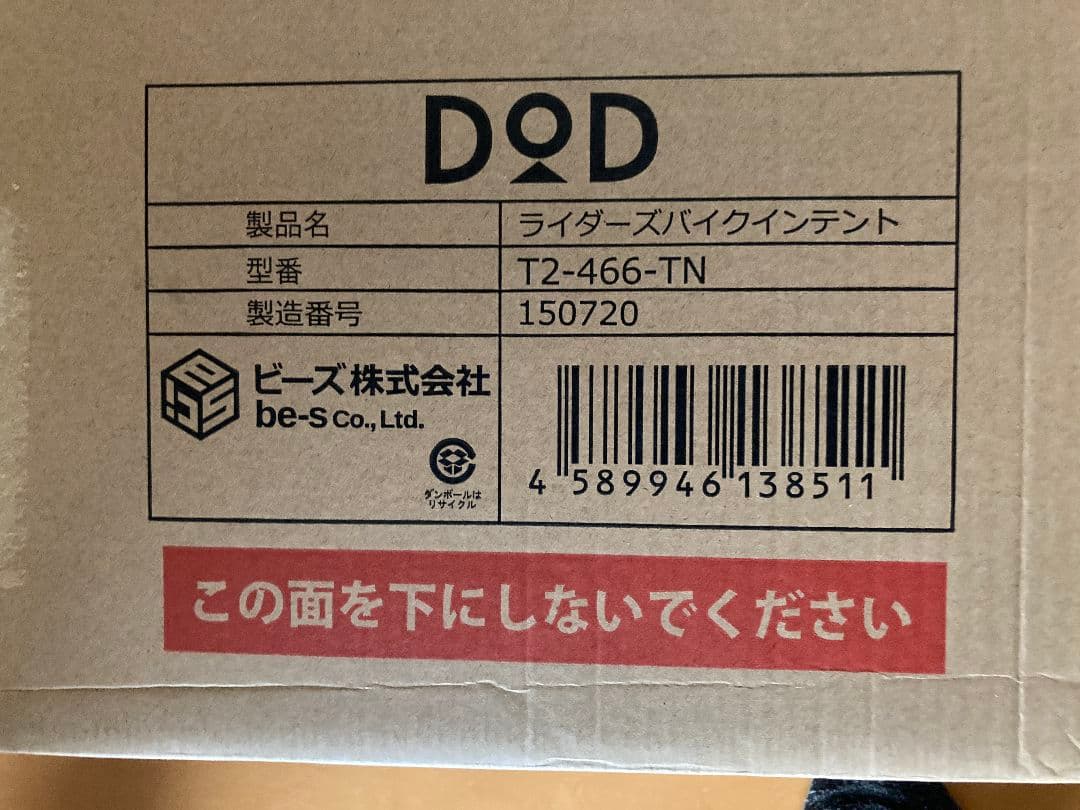 DOD
製品名 ライダーズバイクインテント
型番 T2-466-TN
製造番号 150720
ビーズ株式会社
be-s Co.,Ltd.
ダンボールは
リサイクル
4 589946 138511
この面を下にしないでください